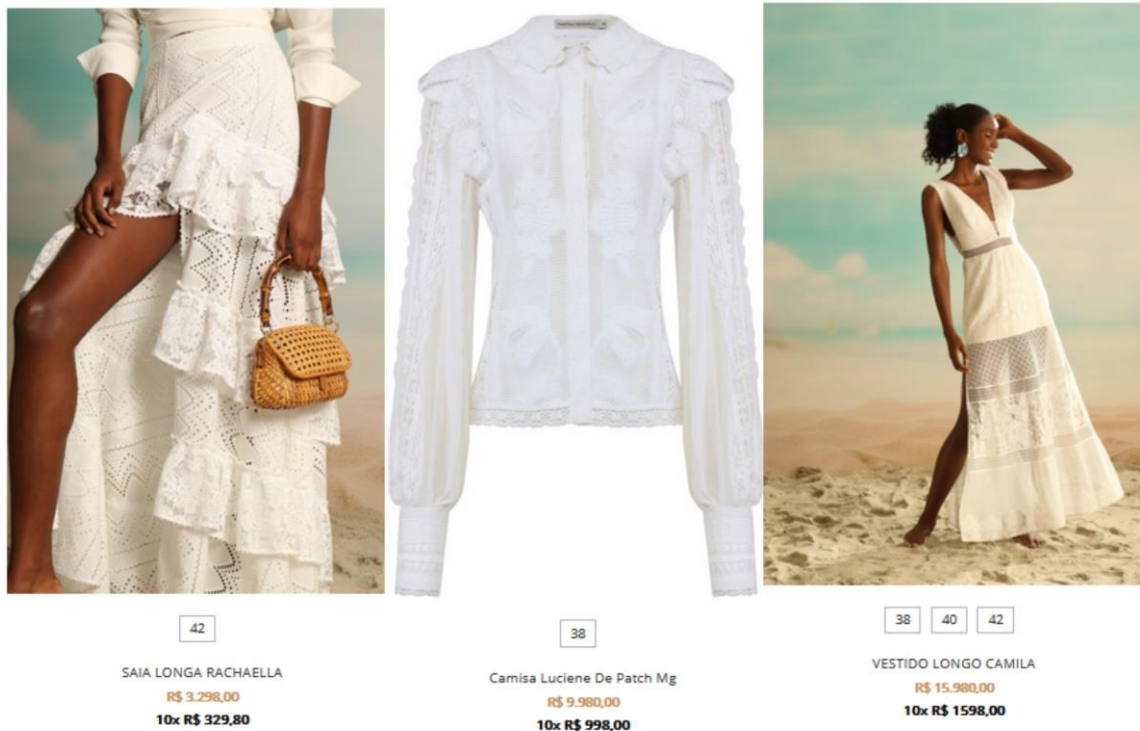 42
SAIA LONGA RACHAELLA
R$ 3.298,00
10x R$ 329,80
38
Camisa Luciene De Patch Mg
R$ 9.980,00
10x R$ 998,00
38 40 42
VESTIDO LONGO CAMILA
R$ 15.980,00
10x R$ 1598,00